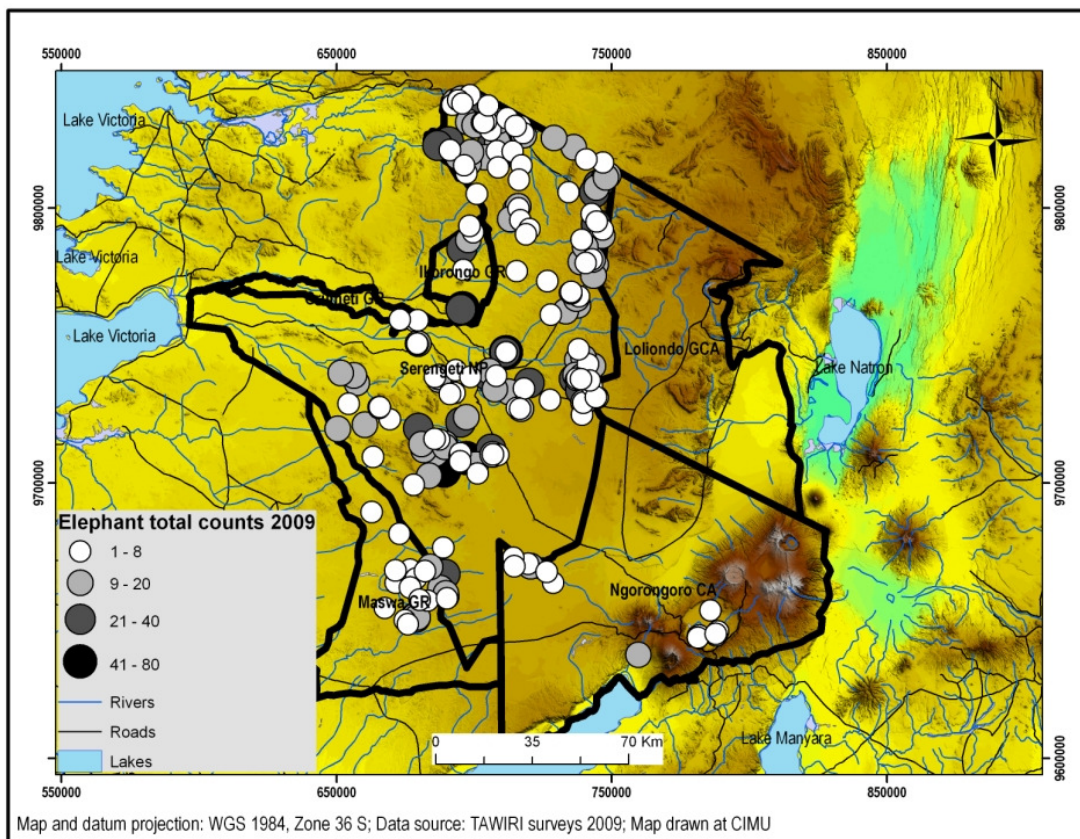 550000 650000 750000 850000
Lake Victoria
9800000 9800000
Lake Victoria
Ikorongo GR
Lake Victoria
Loliondo GCA
Serengeti NP
Lake Natron
9700000 9700000
Elephant total counts 2009
1 - 8
9 - 20
21 - 40
41 - 80
Rivers
Roads
Lakes
Ngorongoro CA
Maswa GR
0 35 70 Km
Lake Manyara
9600000
550000 650000 750000 850000
Map and datum projection: WGS 1984, Zone 36 S; Data source: TAWIRI surveys 2009; Map drawn at CIMU